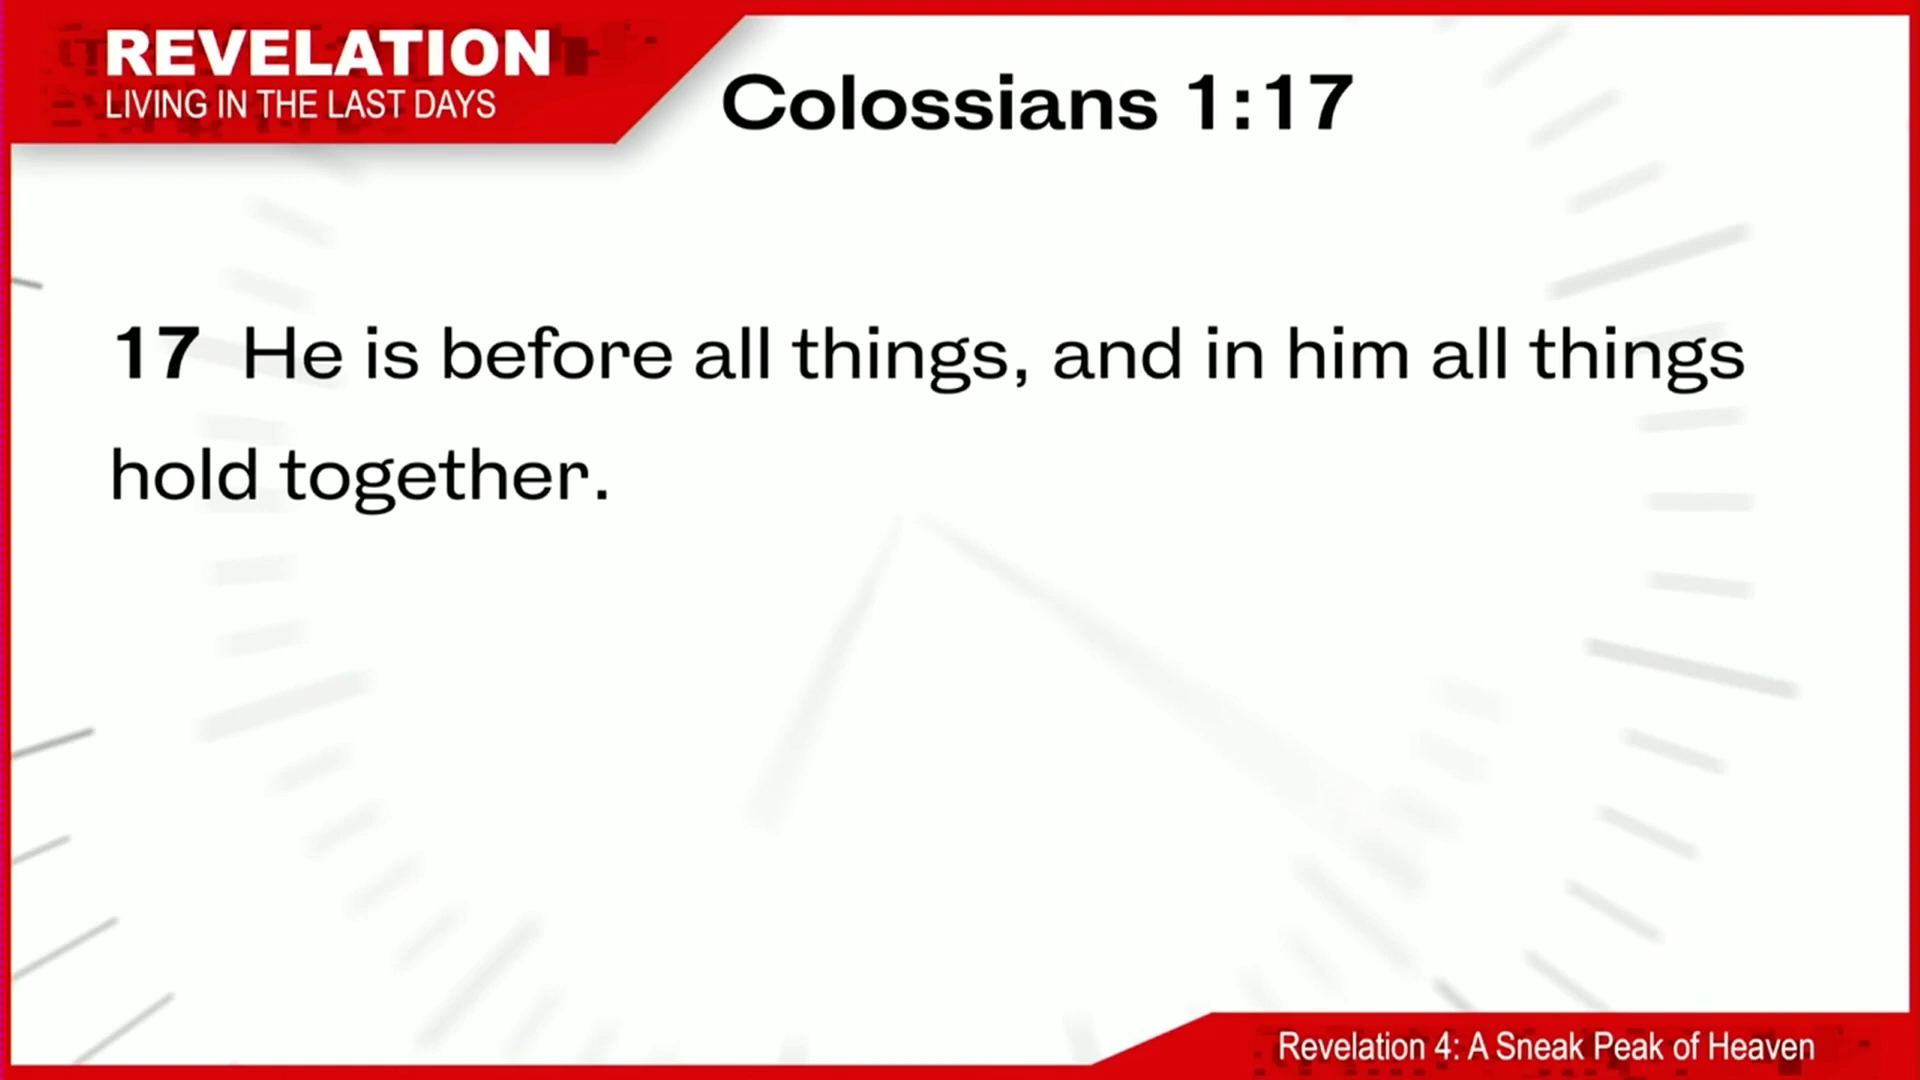 REVELATION
LIVING IN THE LAST DAYS
Colossians 1:17
17 He is before all things, and in him all things
hold together.
Revelation 4: A Sneak Peak of Heaven